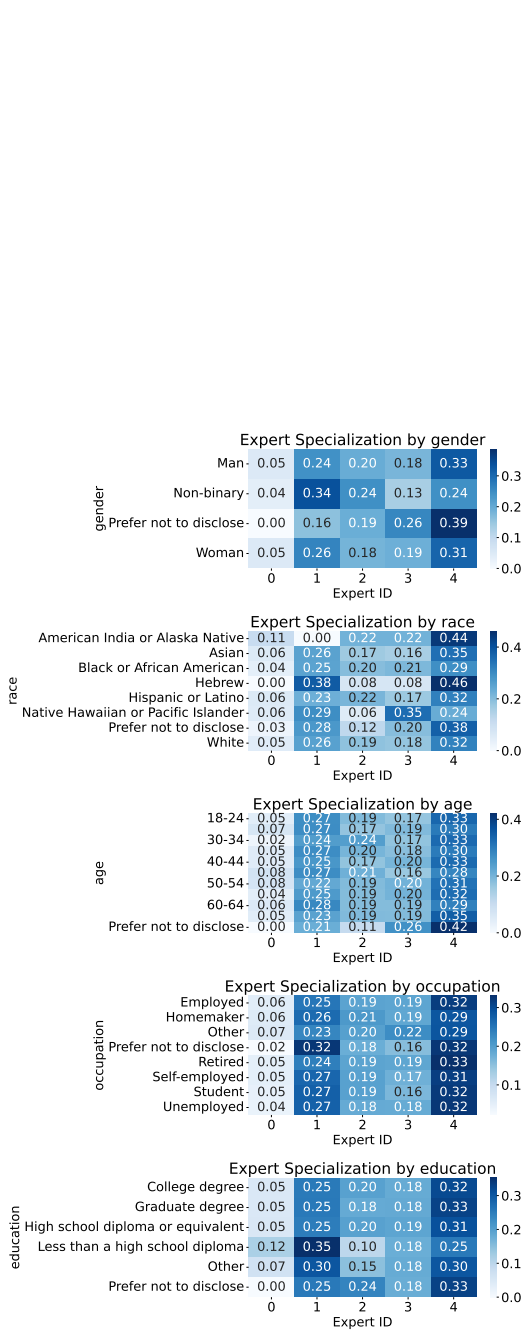 Expert Specialization by gender
gender
Man 0.05 0.24 0.20 0.18 0.33
Non-binary 0.04 0.34 0.24 0.13 0.24
Prefer not to disclose 0.00 0.16 0.19 0.26 0.39
Woman 0.05 0.26 0.18 0.19 0.31
0 1 2 3 4
Expert ID
0.3
0.2
0.1
0.0
Expert Specialization by race
race
American India or Alaska Native 0.11 0.00 0.22 0.22 0.44
Asian 0.06 0.26 0.17 0.16 0.35
Black or African American 0.04 0.25 0.20 0.21 0.29
Hebrew 0.00 0.38 0.08 0.08 0.46
Hispanic or Latino 0.06 0.23 0.22 0.17 0.32
Native Hawaiian or Pacific Islander 0.06 0.29 0.06 0.35 0.24
Prefer not to disclose 0.03 0.28 0.12 0.20 0.38
White 0.05 0.26 0.19 0.18 0.32
0 1 2 3 4
Expert ID
0.4
0.2
0.0
Expert Specialization by age
age
18-24 0.05 0.27 0.19 0.17 0.33
0.07 0.27 0.17 0.19 0.30
30-34 0.02 0.24 0.24 0.17 0.33
0.05 0.27 0.20 0.18 0.30
40-44 0.05 0.25 0.17 0.20 0.33
0.08 0.27 0.21 0.16 0.28
50-54 0.08 0.22 0.19 0.20 0.31
0.04 0.25 0.19 0.20 0.32
60-64 0.06 0.28 0.19 0.19 0.29
0.05 0.23 0.19 0.19 0.35
Prefer not to disclose 0.00 0.21 0.11 0.26 0.42
0 1 2 3 4
Expert ID
0.4
0.2
0.0
Expert Specialization by occupation
occupation
Employed 0.06 0.25 0.19 0.19 0.32
Homemaker 0.06 0.26 0.21 0.19 0.29
Other 0.07 0.23 0.20 0.22 0.29
Prefer not to disclose 0.02 0.32 0.18 0.16 0.32
Retired 0.05 0.24 0.19 0.19 0.33
Self-employed 0.05 0.27 0.19 0.17 0.31
Student 0.05 0.27 0.19 0.16 0.32
Unemployed 0.04 0.27 0.18 0.18 0.32
0 1 2 3 4
Expert ID
0.3
0.2
0.1
Expert Specialization by education
education
College degree 0.05 0.25 0.20 0.18 0.32
Graduate degree 0.05 0.25 0.18 0.18 0.33
High school diploma or equivalent 0.05 0.25 0.20 0.19 0.31
Less than a high school diploma 0.12 0.35 0.10 0.18 0.25
Other 0.07 0.30 0.15 0.18 0.30
Prefer not to disclose 0.00 0.25 0.24 0.18 0.33
0 1 2 3 4
Expert ID
0.3
0.2
0.1
0.0